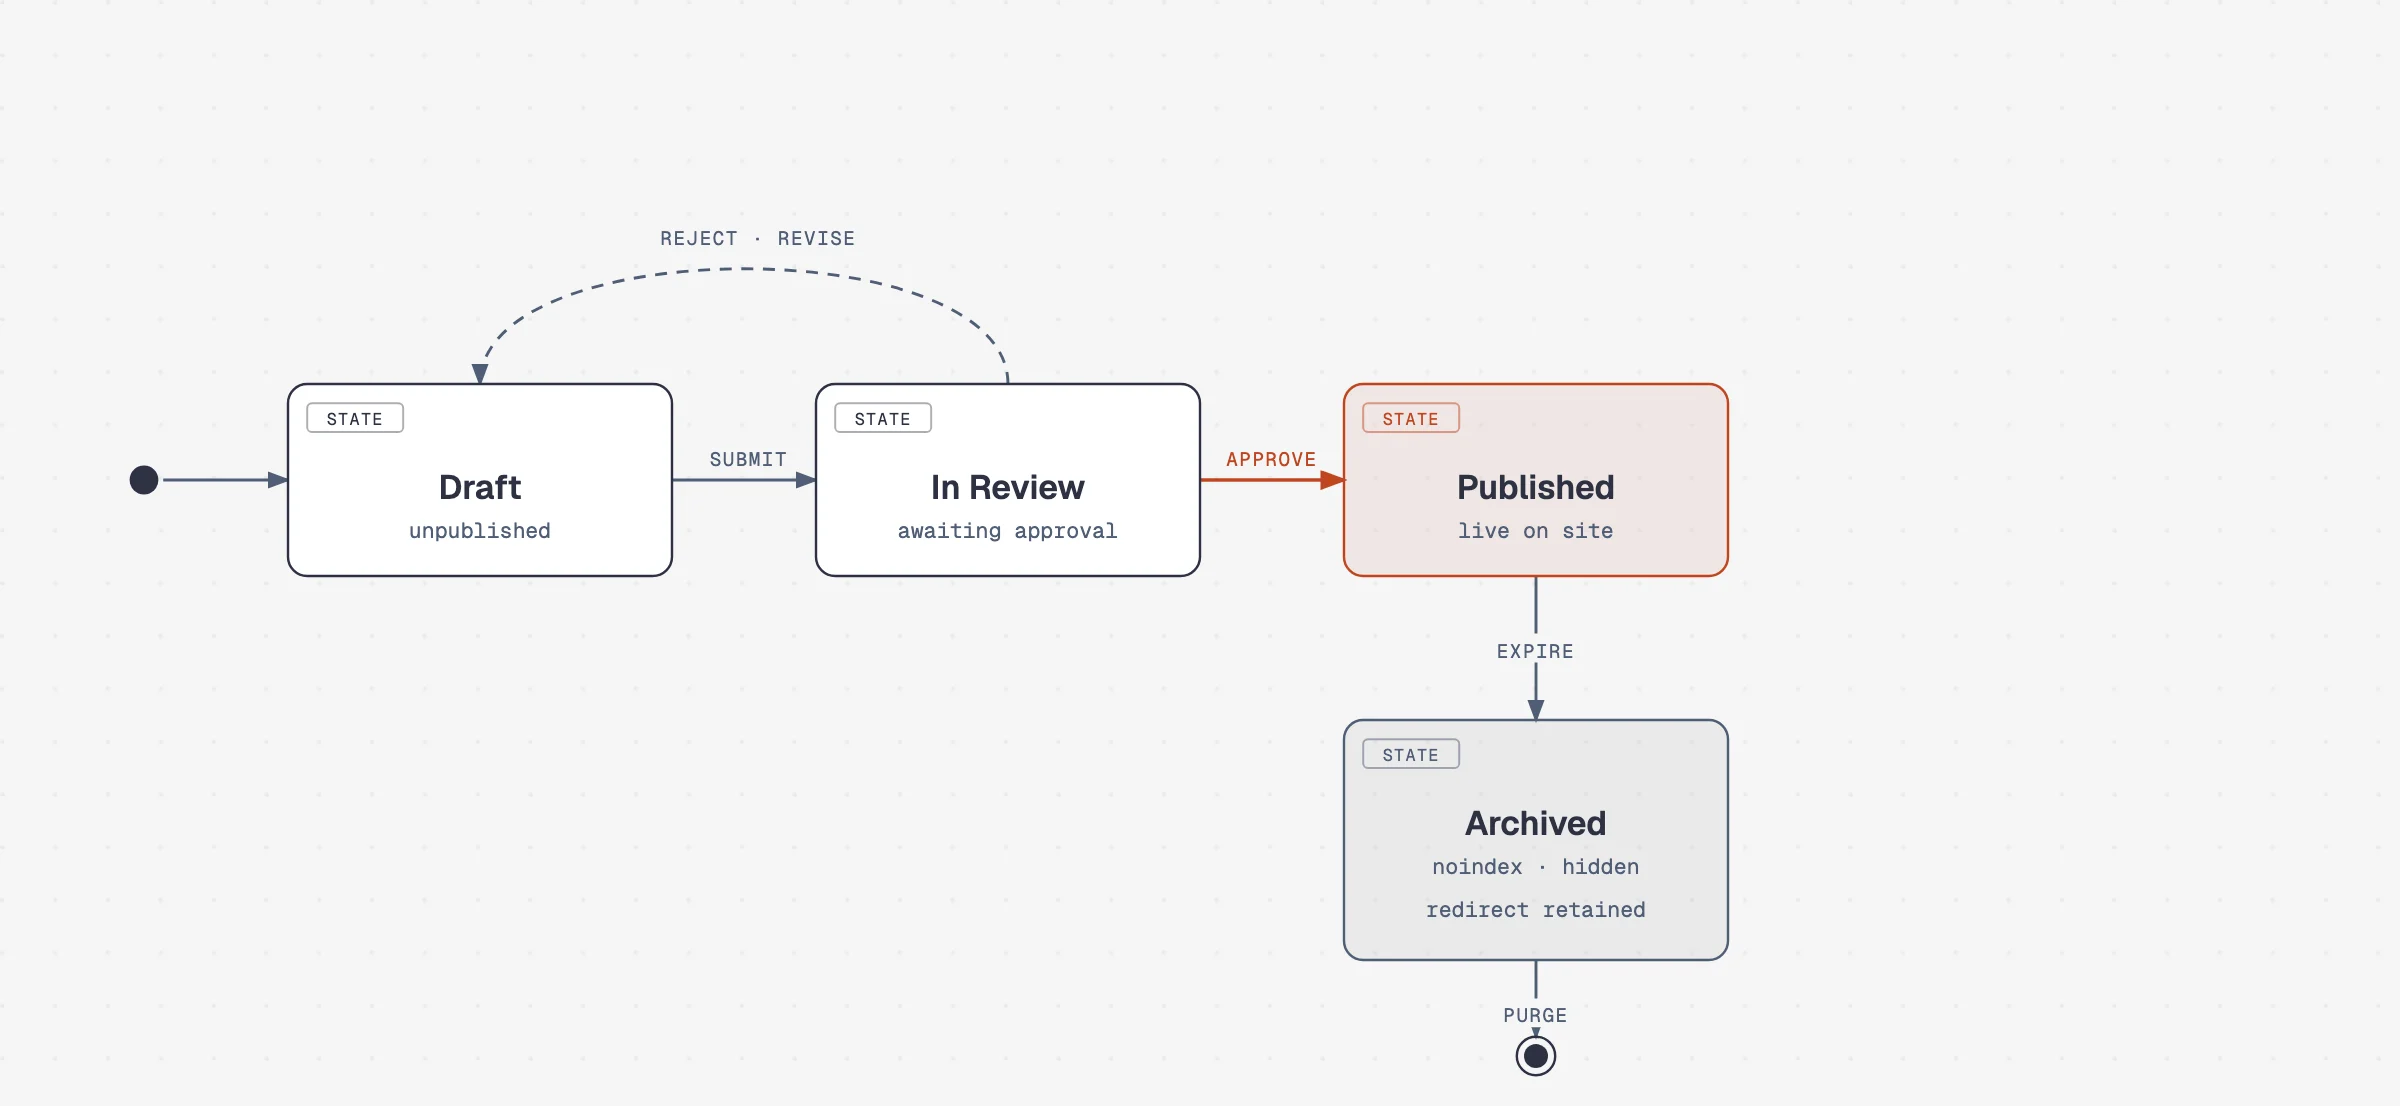 REJECT · REVISE
STATE
Draft
unpublished
SUBMIT
STATE
In Review
awaiting approval
APPROVE
STATE
Published
live on site
EXPIRE
STATE
Archived
noindex · hidden
redirect retained
PURGE